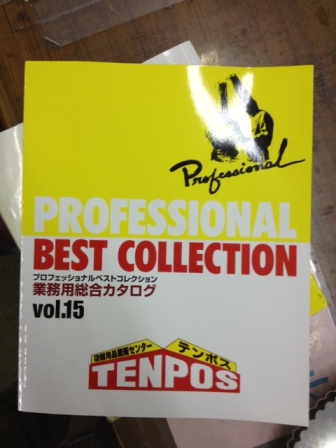 Professional
PROFESSIONAL
BEST COLLECTION
プロフェッショナルベストコレクション
業務用総合カタログ
vol.15
店舗用品園芸センター テンポス
TENPOS